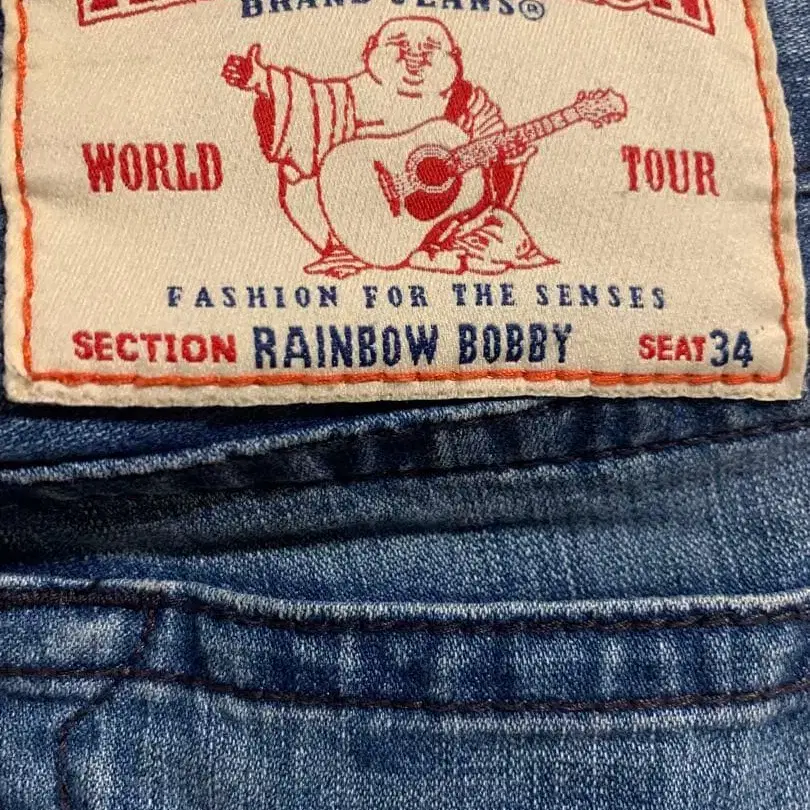 BRAND JEANS®
WORLD TOUR
FASHION FOR THE SENSES
SECTION RAINBOW BOBBY SEAT 34